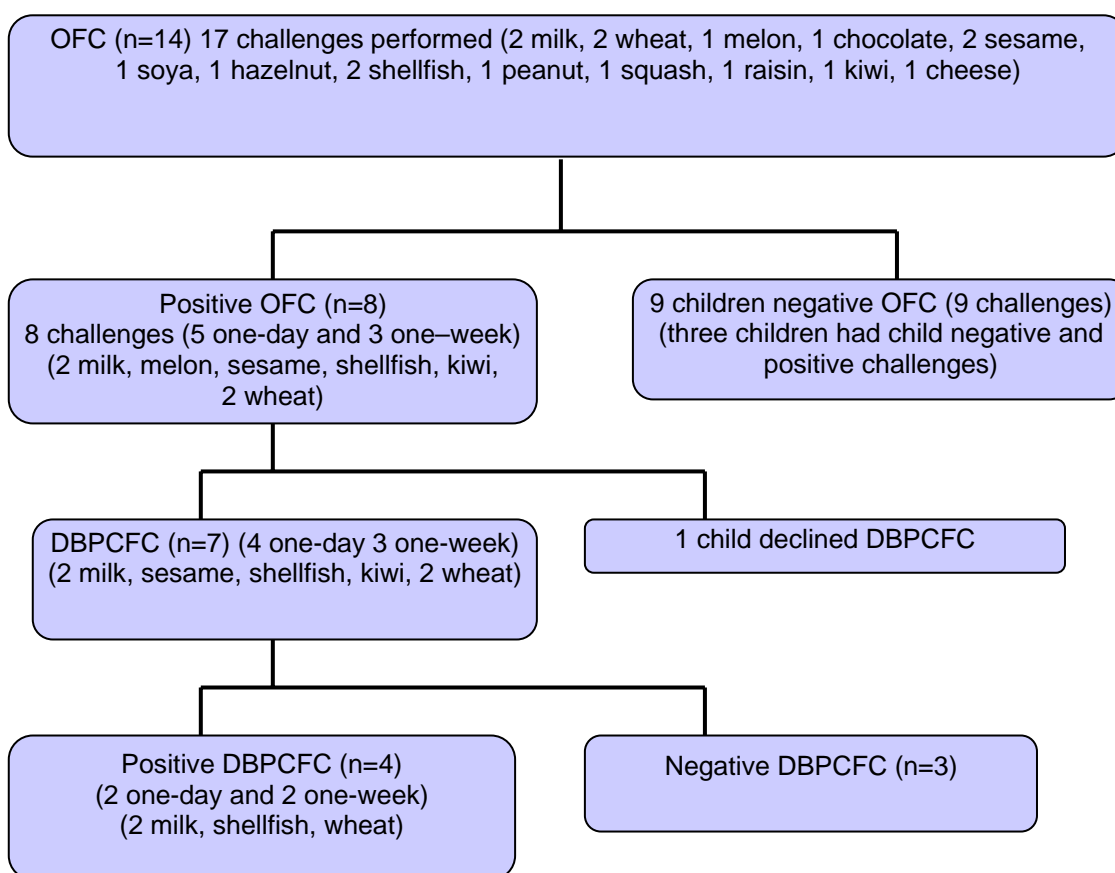 OFC (n=14) 17 challenges performed (2 milk, 2 wheat, 1 melon, 1 chocolate, 2 sesame,
1 soya, 1 hazelnut, 2 shellfish, 1 peanut, 1 squash, 1 raisin, 1 kiwi, 1 cheese)
Positive OFC (n=8)
8 challenges (5 one-day and 3 one–week)
(2 milk, melon, sesame, shellfish, kiwi,
2 wheat)
9 children negative OFC (9 challenges)
(three children had child negative and
positive challenges)
DBPCFC (n=7) (4 one-day 3 one-week)
(2 milk, sesame, shellfish, kiwi, 2 wheat)
1 child declined DBPCFC
Positive DBPCFC (n=4)
(2 one-day and 2 one-week)
(2 milk, shellfish, wheat)
Negative DBPCFC (n=3)